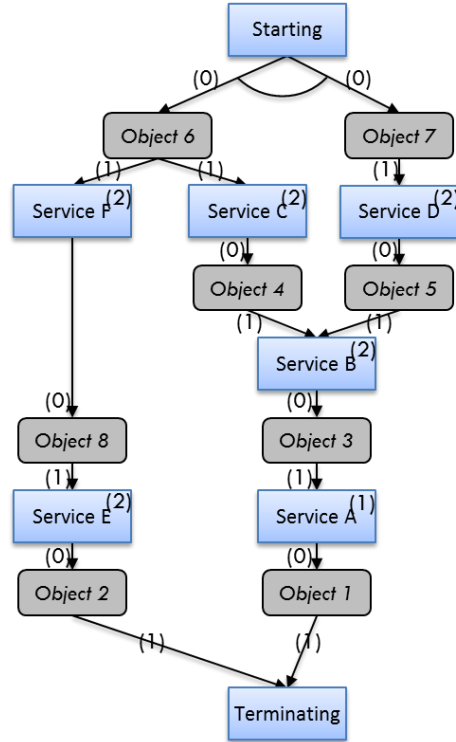 Starting
(0) (0)
Object 6 Object 7
(1) (1) (1)
Service F (2) Service C (2) Service D (2)
(0) (0)
Object 4 Object 5
(1) (1)
Service B (2)
(0) (0)
Object 8 Object 3
(1) (1)
Service E (2) Service A (1)
(0) (0)
Object 2 Object 1
(1) (1)
Terminating